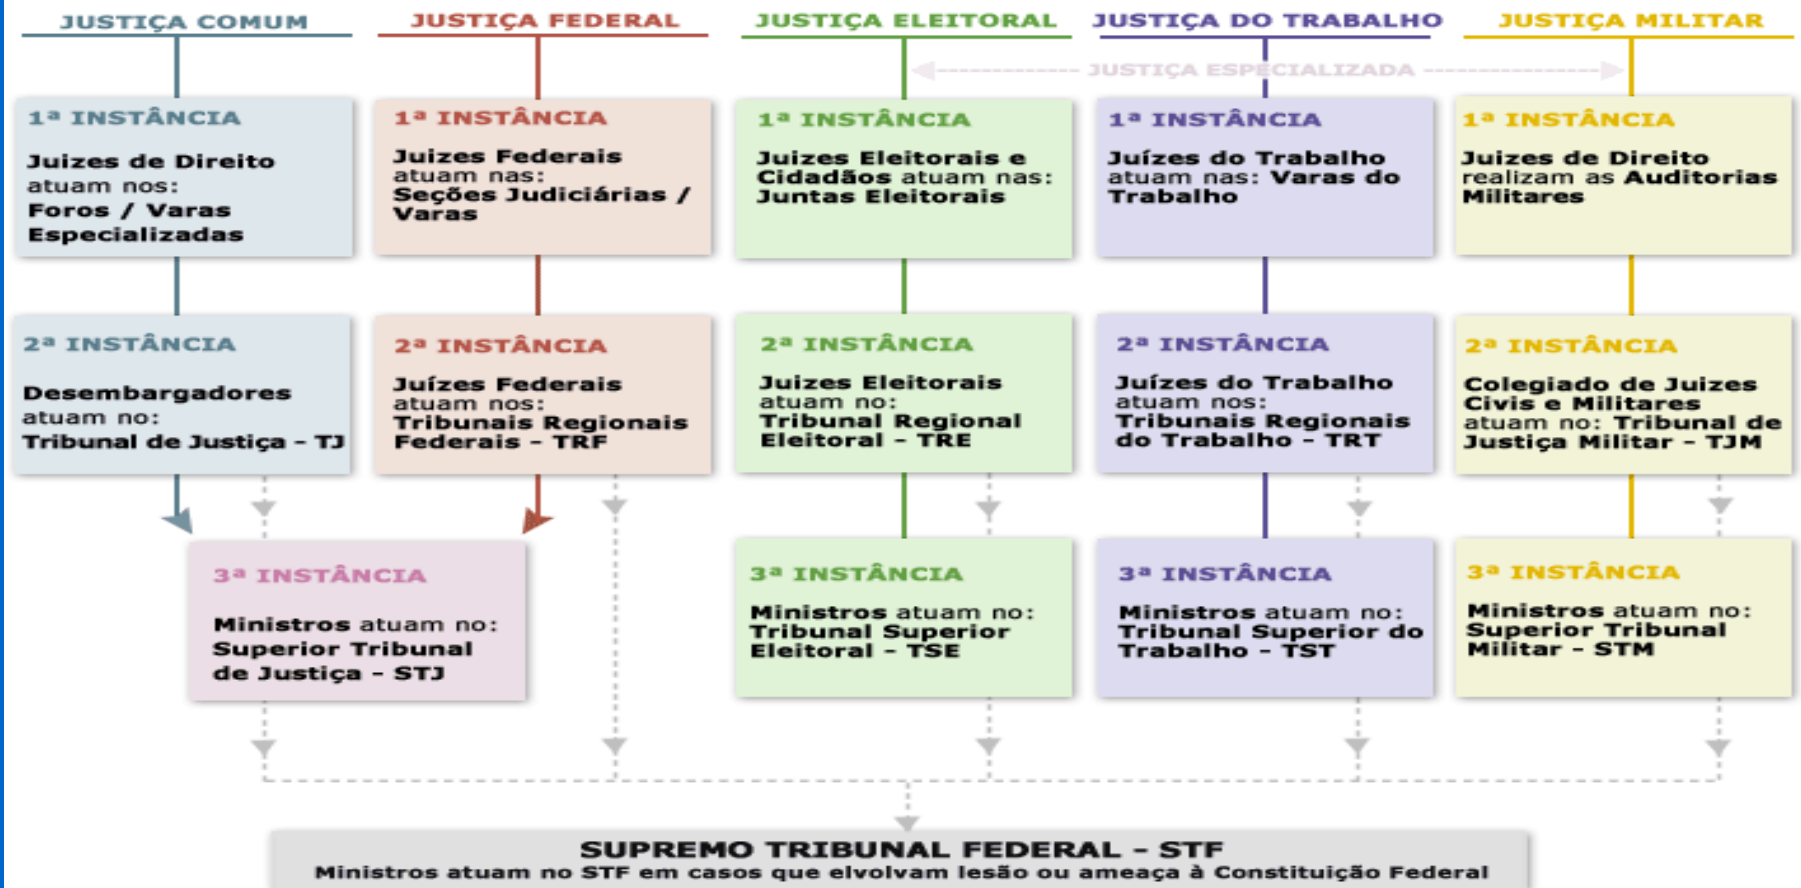 JUSTIÇA COMUM
JUSTIÇA FEDERAL
JUSTIÇA ELEITORAL
JUSTIÇA DO TRABALHO
JUSTIÇA MILITAR
JUSTIÇA ESPECIALIZADA
1ª INSTÂNCIA
Juizes de Direito
atuam nos:
Foros / Varas
Especializadas
1ª INSTÂNCIA
Juizes Federais
atuam nas:
Seções Judiciárias /
Varas
1ª INSTÂNCIA
Juizes Eleitorais e
Cidadãos atuam nas:
Juntas Eleitorais
1ª INSTÂNCIA
Juízes do Trabalho
atuam nas: Varas do
Trabalho
1ª INSTÂNCIA
Juizes de Direito
realizam as Auditorias
Militares
2ª INSTÂNCIA
Desembargadores
atuam no:
Tribunal de Justiça - TJ
2ª INSTÂNCIA
Juízes Federais
atuam nos:
Tribunais Regionais
Federais - TRF
2ª INSTÂNCIA
Juizes Eleitorais
atuam no:
Tribunal Regional
Eleitoral - TRE
2ª INSTÂNCIA
Juízes do Trabalho
atuam nos:
Tribunais Regionais
do Trabalho - TRT
2ª INSTÂNCIA
Colegiado de Juizes
Civis e Militares
atuam no: Tribunal de
Justiça Militar - TJM
3ª INSTÂNCIA
Ministros atuam no:
Superior Tribunal
de Justiça - STJ
3ª INSTÂNCIA
Ministros atuam no:
Tribunal Superior
Eleitoral - TSE
3ª INSTÂNCIA
Ministros atuam no:
Tribunal Superior do
Trabalho - TST
3ª INSTÂNCIA
Ministros atuam no:
Superior Tribunal
Militar - STM
SUPREMO TRIBUNAL FEDERAL - STF
Ministros atuam no STF em casos que elvolvam lesão ou ameaça à Constituição Federal